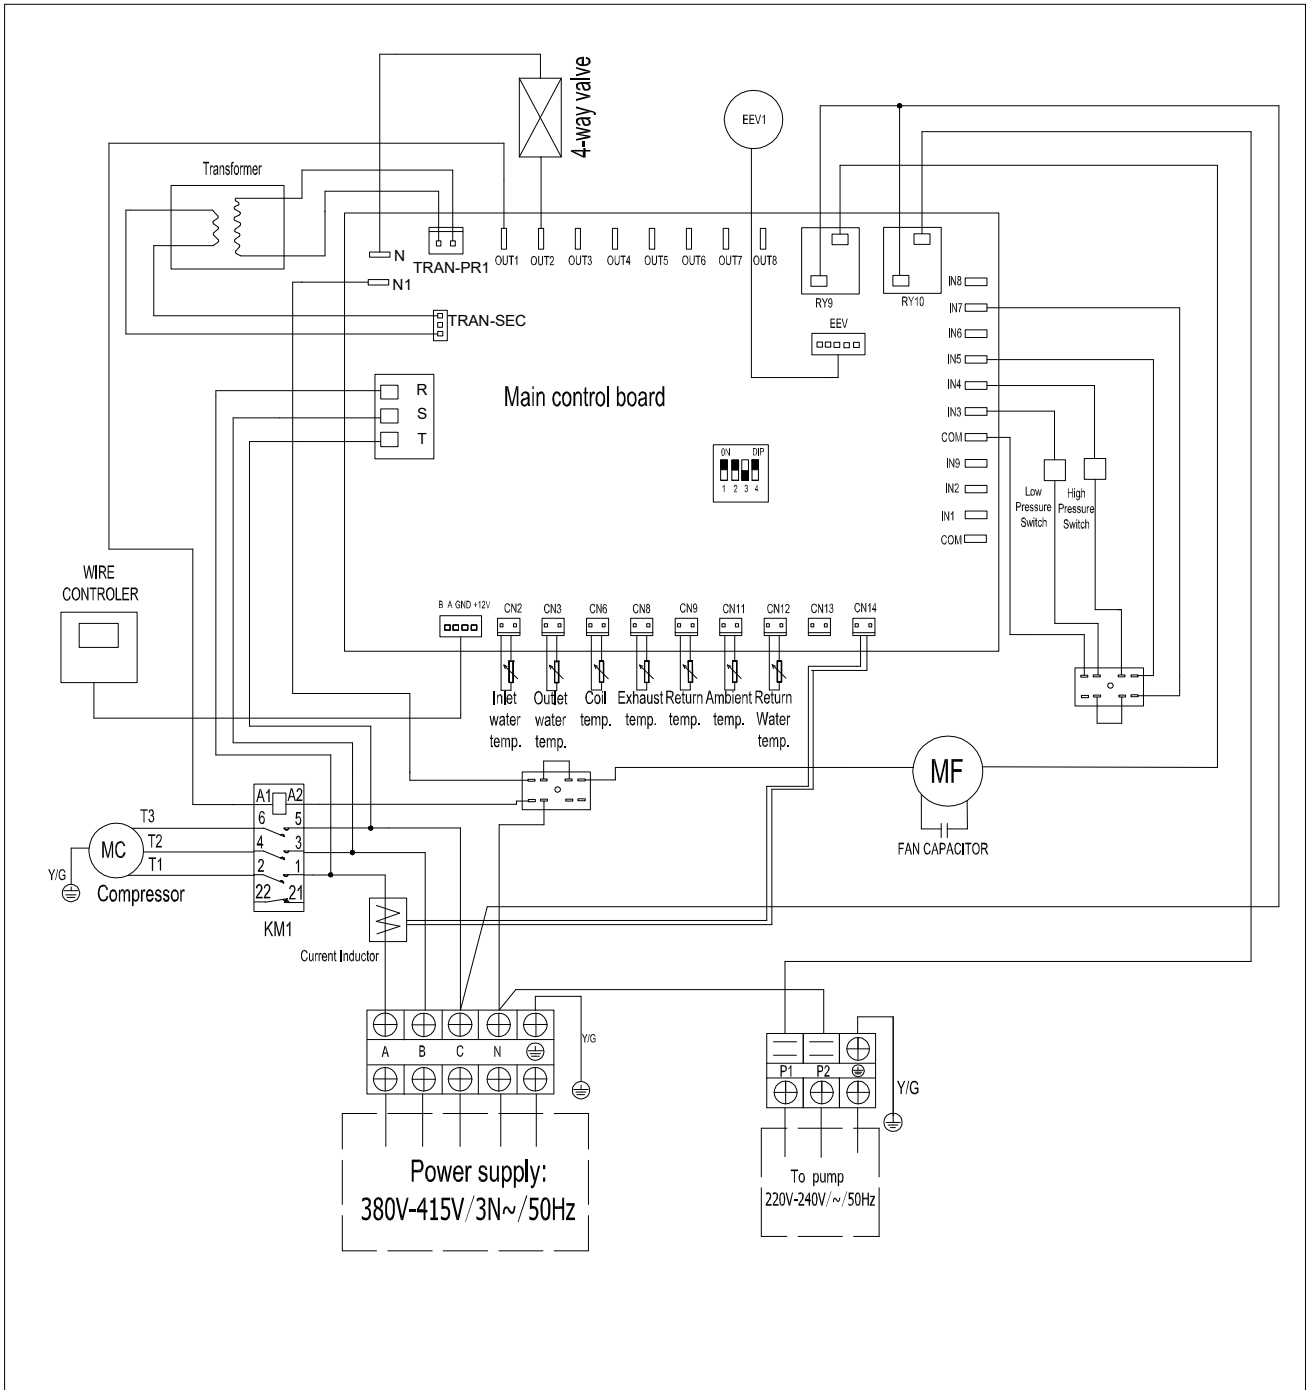 4-way valve
EEV1
Transformer
N
TRAN-PR1
OUT1 OUT2 OUT3 OUT4 OUT5 OUT6 OUT7 OUT8
N1
TRAN-SEC
RY9
RY10
EEV
R
S
T
Main control board
ON DIP
1 2 3 4
IN8
IN7
IN6
IN5
IN4
IN3
COM
IN9
IN2
IN1
COM
Low
Pressure
Switch
High
Pressure
Switch
WIRE
CONTROLER
B A GND +12V
CN2 CN3 CN6 CN8 CN9 CN11 CN12 CN13 CN14
Inlet
water
temp.
Outlet
water
temp.
Coil
temp.
Exhaust
temp.
Return
temp.
Ambient
temp.
Return
Water
temp.
MF
FAN CAPACITOR
A1 A2
6 5
4 3
2 1
22 21
KM1
T3
T2
T1
MC
Y/G
Compressor
Current Inductor
A B C N
Y/G
P1 P2
Y/G
Power supply:
380V-415V/3N~/50Hz
To pump
220V-240V/~/50Hz